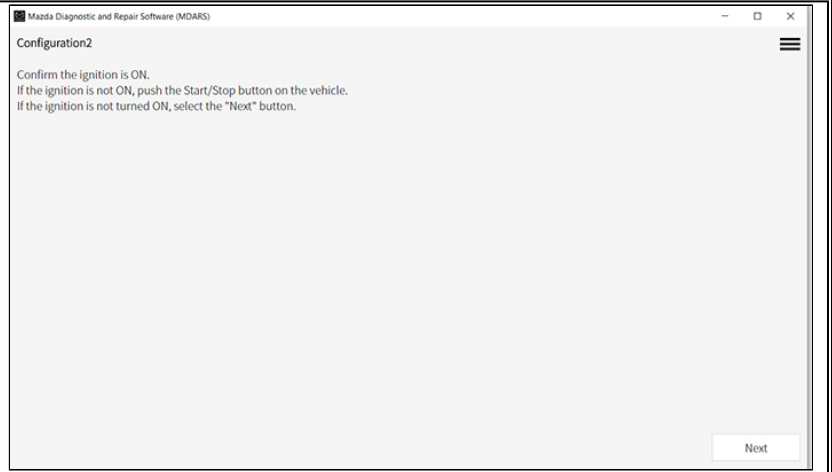 Mazda Diagnostic and Repair Software (MDARS)
Configuration2
Confirm the ignition is ON.
If the ignition is not ON, push the Start/Stop button on the vehicle.
If the ignition is not turned ON, select the "Next" button.
Next